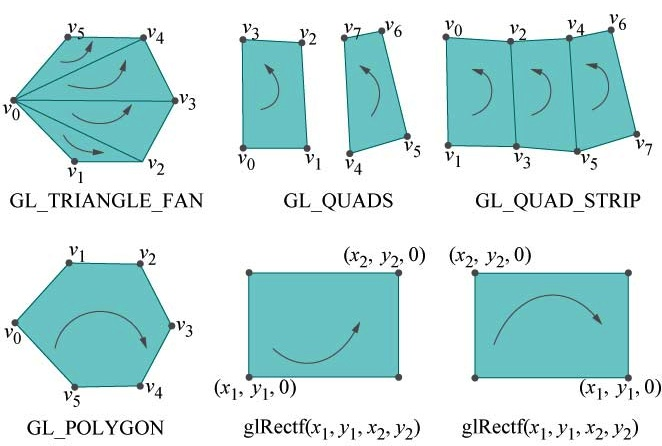 v5 v4
v0 v3
v1 v2
GL_TRIANGLE_FAN
v3 v2 v7 v6
v0 v1 v4 v5
GL_QUADS
v0 v2 v4 v6
v1 v3 v5 v7
GL_QUAD_STRIP
v1 v2
v0 v3
v5 v4
GL_POLYGON
(x2, y2, 0)
(x1, y1, 0)
glRectf(x1, y1, x2, y2)
(x2, y2, 0)
(x1, y1, 0)
glRectf(x1, y1, x2, y2)